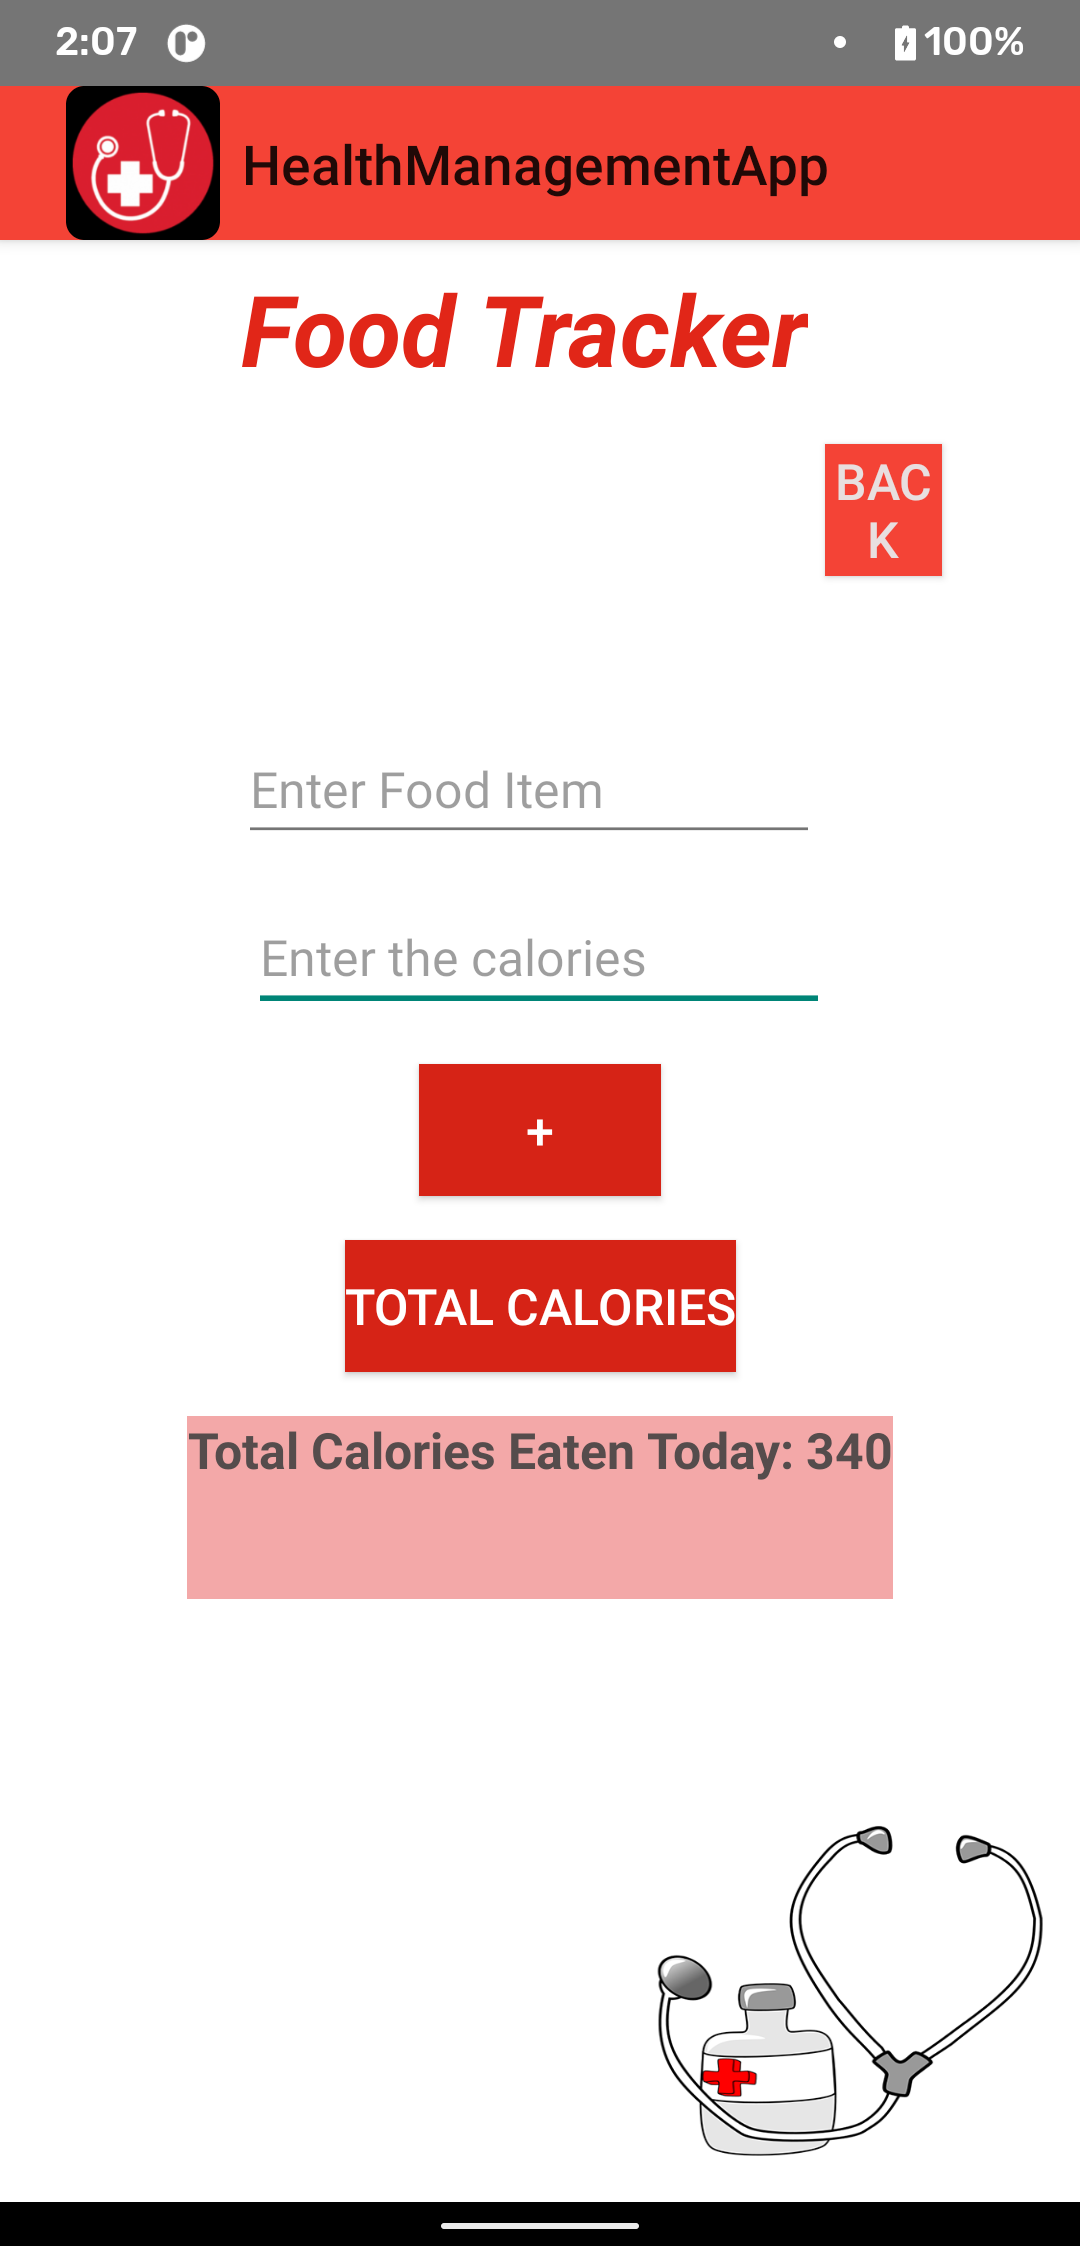 2:07
100%
HealthManagementApp
Food Tracker
BAC
K
Enter Food Item
Enter the calories
+
TOTAL CALORIES
Total Calories Eaten Today: 340